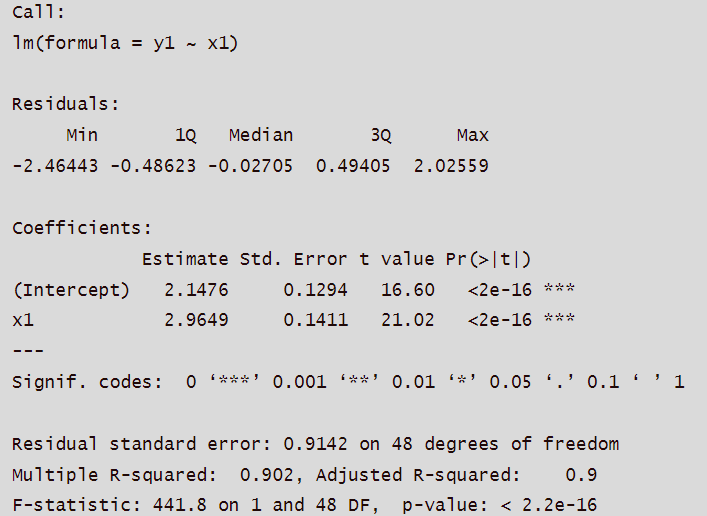 Call:
lm(formula = y1 ~ x1)
Residuals:
     Min       1Q   Median       3Q      Max
-2.46443 -0.48623 -0.02705  0.49405  2.02559
Coefficients:
            Estimate Std. Error t value Pr(>|t|)
(Intercept)   2.1476     0.1294   16.60   <2e-16 ***
x1            2.9649     0.1411   21.02   <2e-16 ***
---
Signif. codes:  0 ‘***’ 0.001 ‘**’ 0.01 ‘*’ 0.05 ‘.’ 0.1 ‘ ’ 1
Residual standard error: 0.9142 on 48 degrees of freedom
Multiple R-squared:  0.902, Adjusted R-squared:    0.9
F-statistic: 441.8 on 1 and 48 DF,  p-value: < 2.2e-16